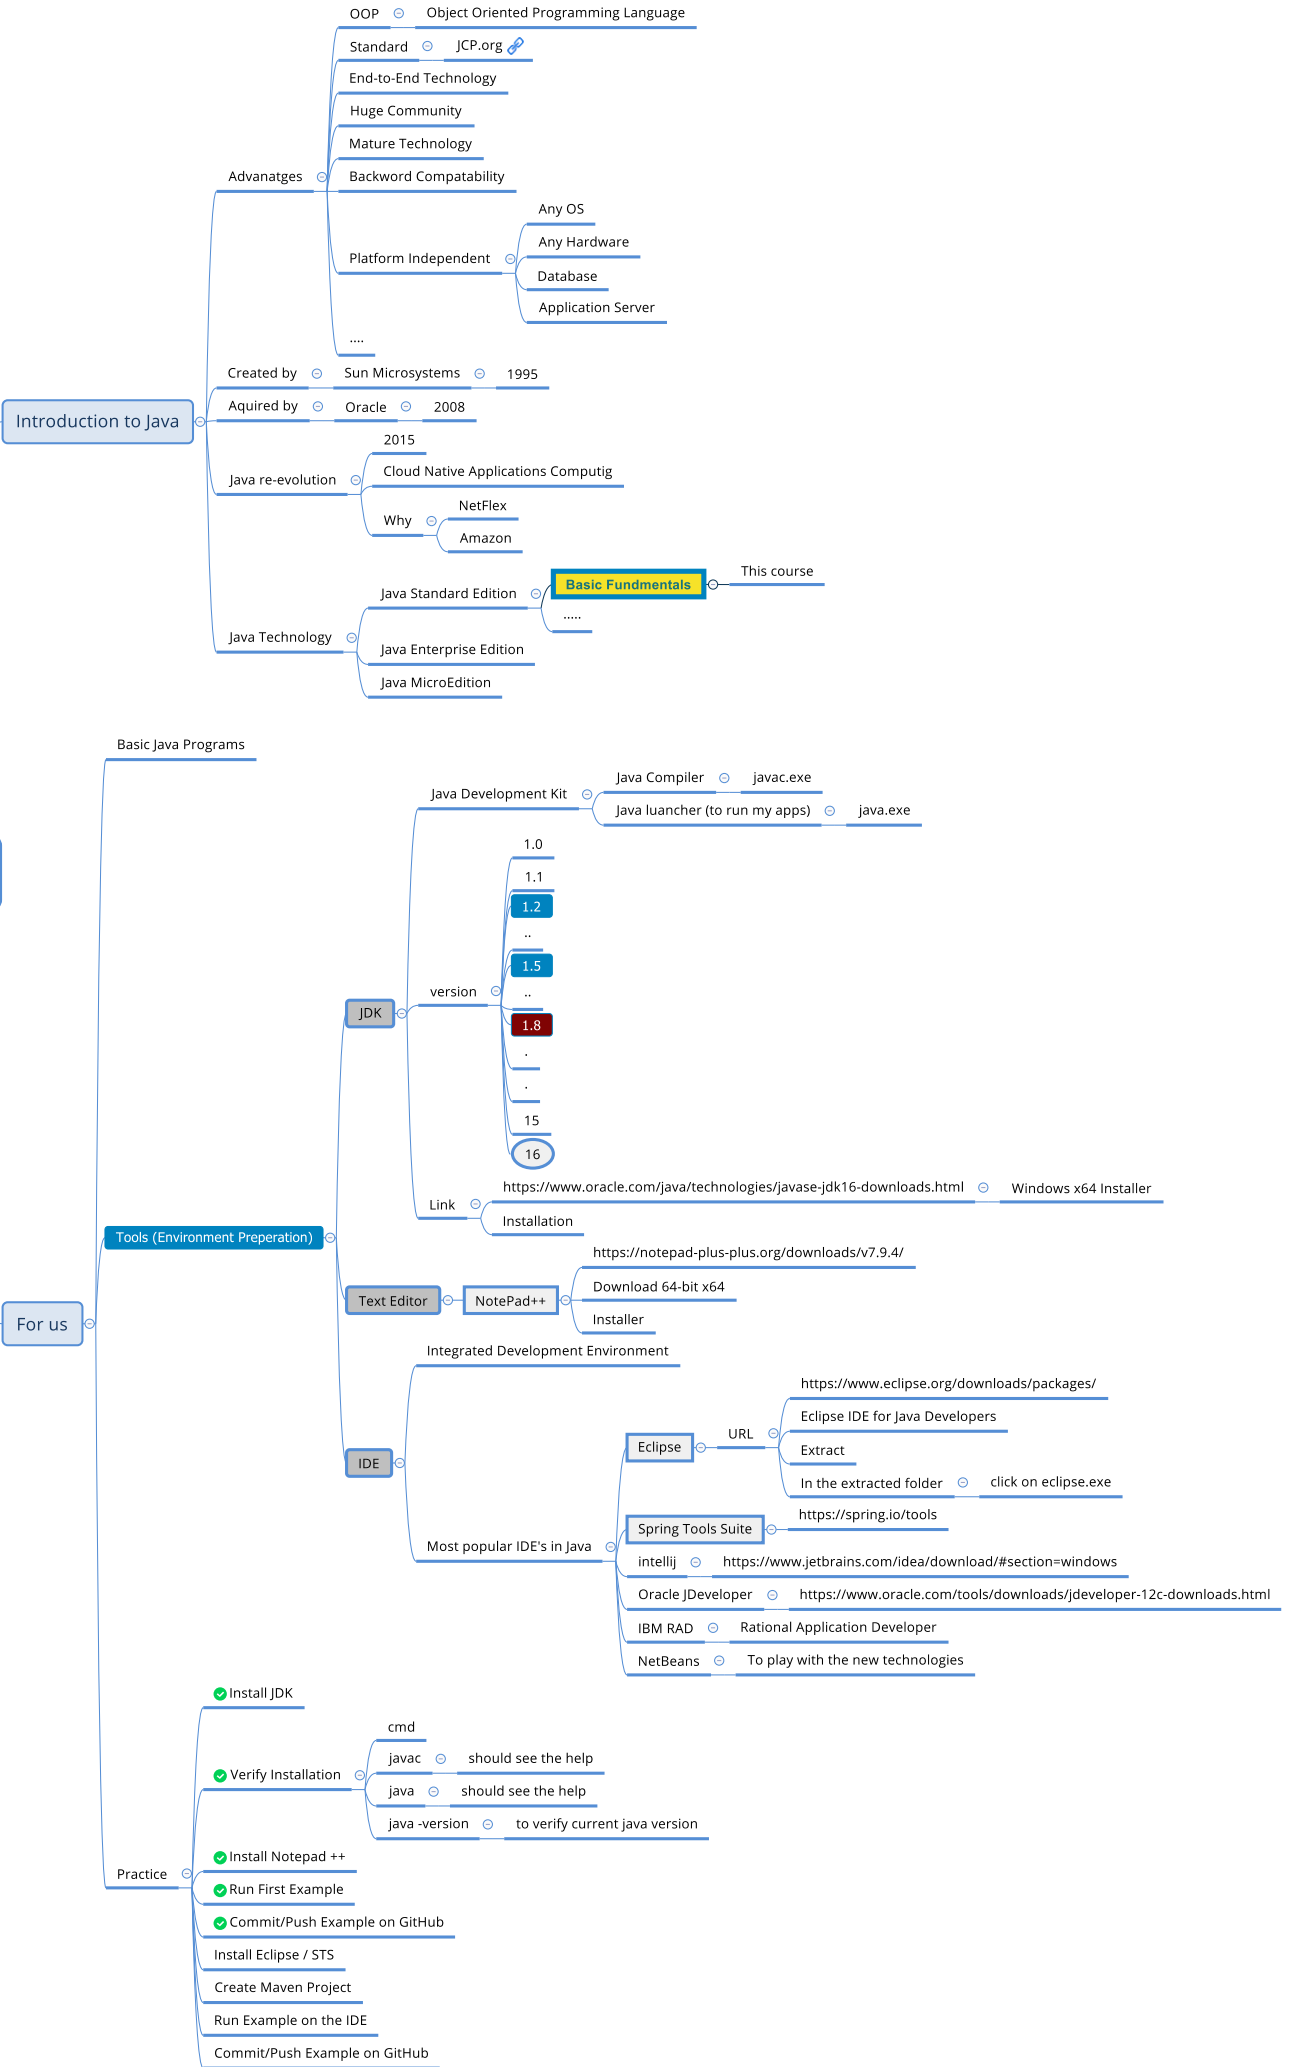 OOP
Object Oriented Programming Language
Standard
JCP.org
End-to-End Technology
Huge Community
Mature Technology
Advanatges
Backword Compatability
Any OS
Any Hardware
Platform Independent
Database
Application Server
....
Created by
Sun Microsystems
1995
Aquired by
Oracle
2008
Introduction to Java
2015
Cloud Native Applications Computig
Java re-evolution
NetFlex
Why
Amazon
Basic Fundmentals
This course
Java Standard Edition
.....
Java Technology
Java Enterprise Edition
Java MicroEdition
Basic Java Programs
Java Compiler
javac.exe
Java Development Kit
Java luancher (to run my apps)
java.exe
1.0
1.1
1.2
..
1.5
version
..
JDK
1.8
.
.
15
16
https://www.oracle.com/java/technologies/javase-jdk16-downloads.html
Windows x64 Installer
Link
Installation
Tools (Environment Preperation)
https://notepad-plus-plus.org/downloads/v7.9.4/
Download 64-bit x64
Text Editor
NotePad++
Installer
For us
Integrated Development Environment
https://www.eclipse.org/downloads/packages/
Eclipse IDE for Java Developers
URL
Eclipse
Extract
IDE
In the extracted folder
click on eclipse.exe
https://spring.io/tools
Spring Tools Suite
Most popular IDE's in Java
intellij
https://www.jetbrains.com/idea/download/#section=windows
Oracle JDeveloper
https://www.oracle.com/tools/downloads/jdeveloper-12c-downloads.html
IBM RAD
Rational Application Developer
NetBeans
To play with the new technologies
Install JDK
cmd
javac
should see the help
Verify Installation
java
should see the help
java -version
to verify current java version
Install Notepad ++
Practice
Run First Example
Commit/Push Example on GitHub
Install Eclipse / STS
Create Maven Project
Run Example on the IDE
Commit/Push Example on GitHub